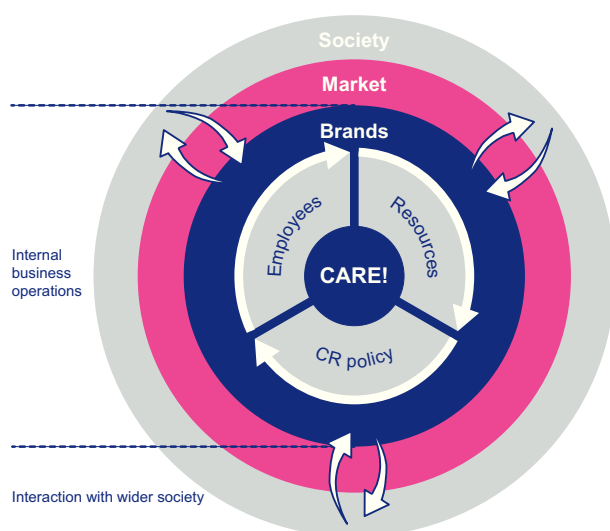 Society
Market
Brands
Employees
Resources
CARE!
Internal
business
operations
CR policy
Interaction with wider society